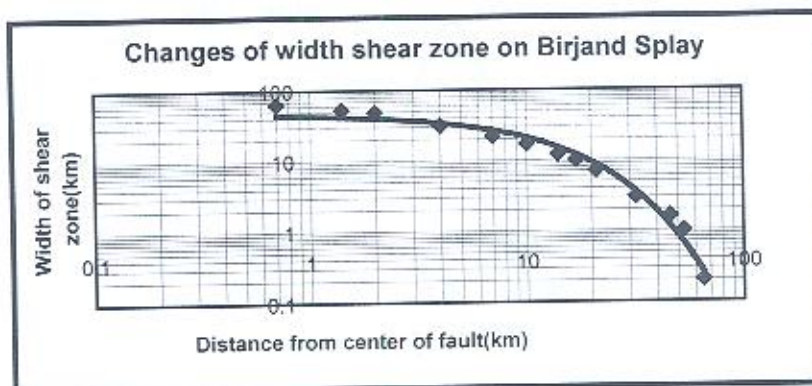 Changes of width shear zone on Birjand Splay
Width of shear
zone(km)
100
10
1
0.1
0.1
1
10
100
Distance from center of fault(km)